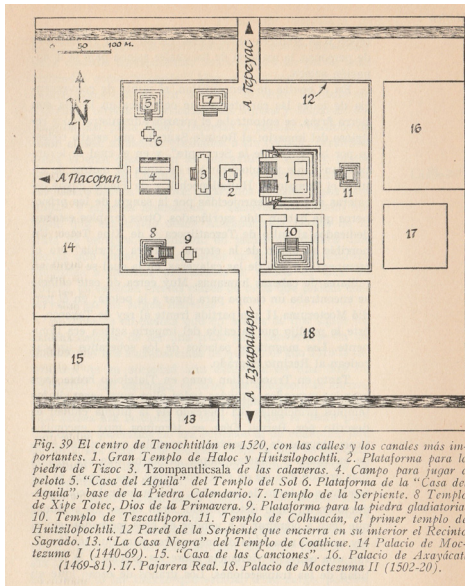 0 50 100 M.
N
A Tepeyac
12
5
7
6
16
4
3
2
1
11
A Tlacopan
14
8
9
10
17
A Iztapalapa
18
15
13
Fig. 39 El centro de Tenochtitlán en 1520, con las calles y los canales más im-
portantes. 1. Gran Templo de Haloc y Huitzilopochtli. 2. Plataforma para la
piedra de Tizoc 3. Tzompantlicsala de las calaveras. 4. Campo para jugar
pelota 5. "Casa del Aguila" del Templo del Sol 6. Plataforma de la "Casa del
Aguila", base de la Piedra Calendario. 7. Templo de la Serpiente. 8 Templo
de Xipe Totec, Dios de la Primavera. 9. Plataforma para la piedra gladiatoria
10. Templo de Tescatlipora. 11. Templo de Colhuacán, el primer templo de
Huitzilopochtli. 12 Pared de la Serpiente que encierra en su interior el Recinto
Sagrado. 13. "La Casa Negra" del Templo de Coatlicue. 14 Palacio de Moc-
tezuma I (1440-69). 15. "Casa de las Canciones". 16. Palacio de Axayácatl
(1469-81). 17. Pajarera Real. 18. Palacio de Moctezuma II (1502-20).